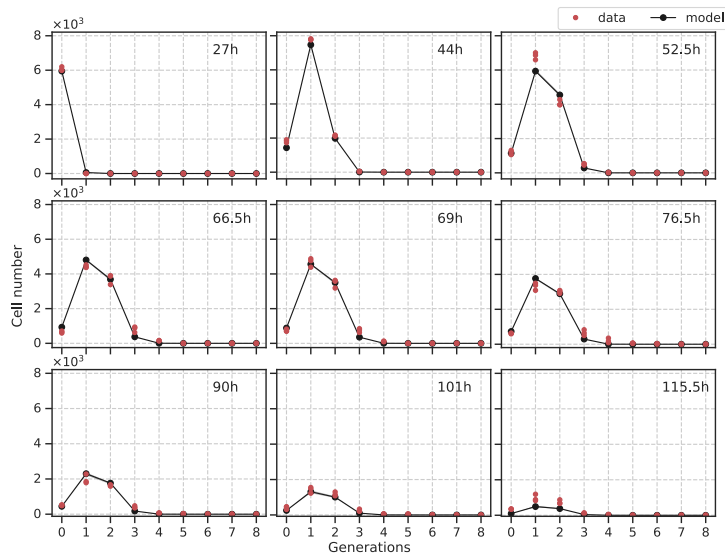 data model
×10³
8
6
4
2
0
27h
44h
52.5h
×10³
8
6
4
2
0
66.5h
69h
76.5h
Cell number
×10³
8
6
4
2
0
90h
101h
115.5h
0 1 2 3 4 5 6 7 8
0 1 2 3 4 5 6 7 8
0 1 2 3 4 5 6 7 8
Generations